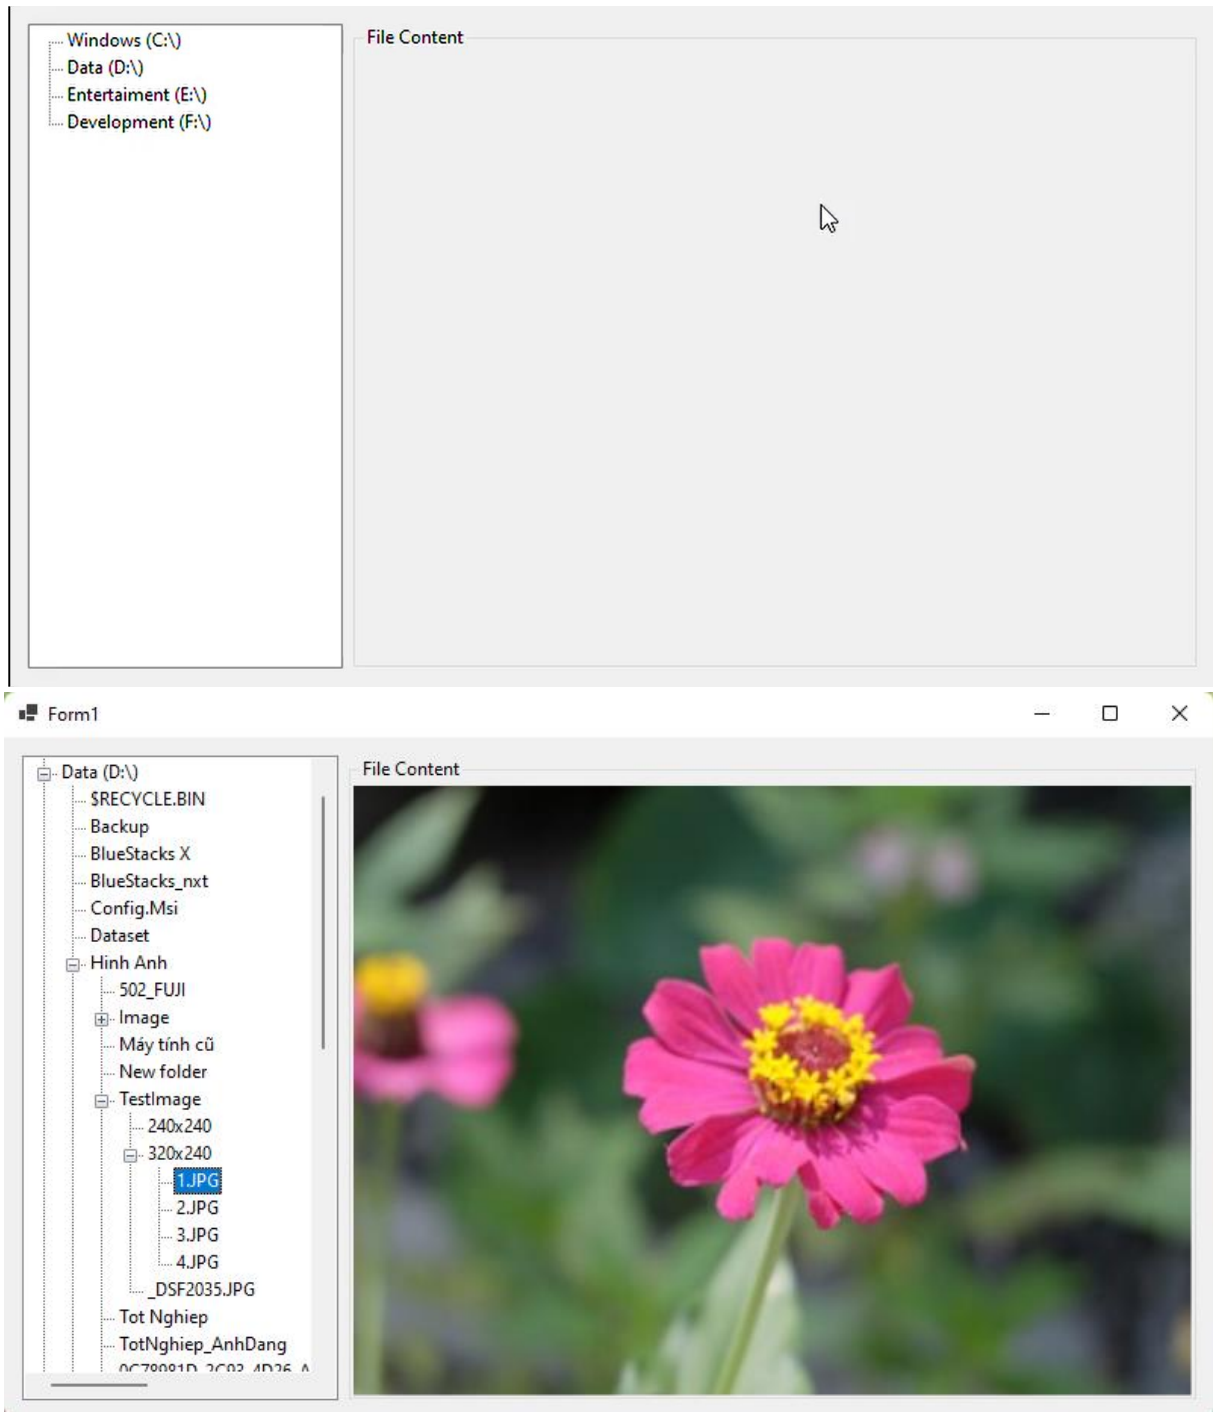 Windows (C:\)
Data (D:\)
Entertaiment (E:\)
Development (F:\)
File Content
Form1
Data (D:\)
$RECYCLE.BIN
Backup
BlueStacks X
BlueStacks_nxt
Config.Msi
Dataset
Hinh Anh
502_FUJI
Image
Máy tính cũ
New folder
TestImage
240x240
320x240
1.JPG
2.JPG
3.JPG
4.JPG
_DSF2035.JPG
Tot Nghiep
TotNghiep_AnhDang
File Content